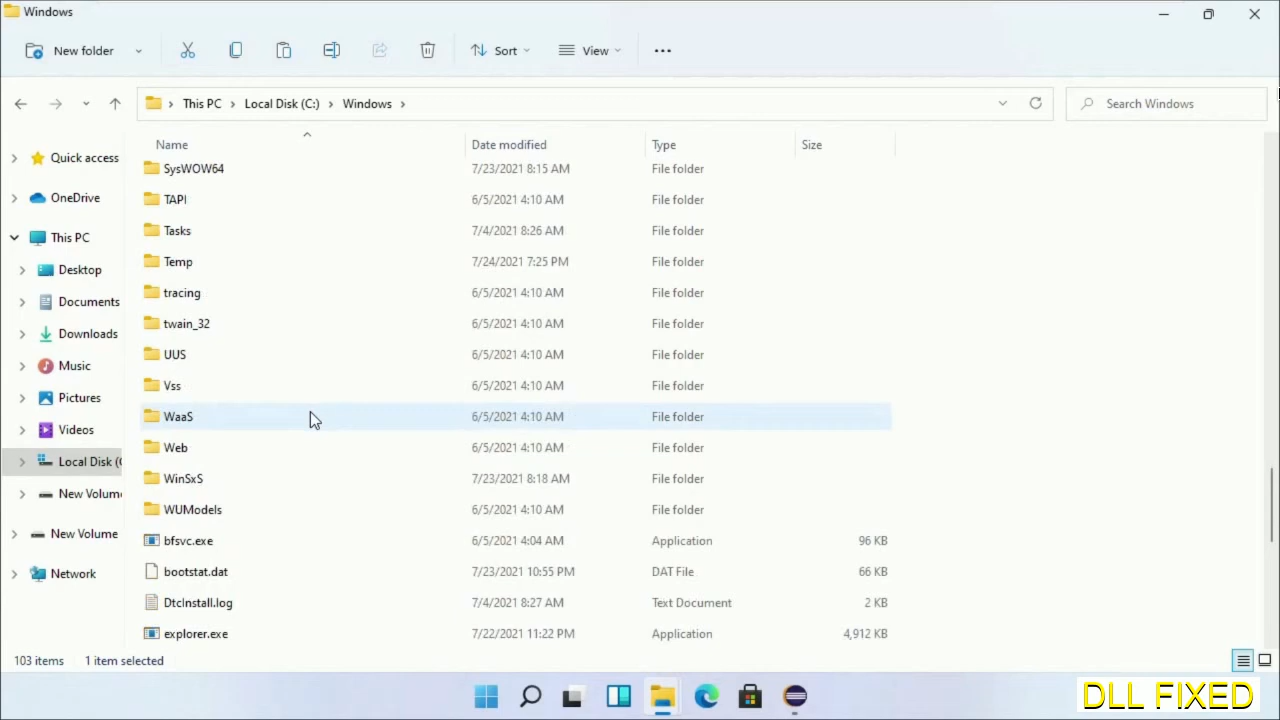 Windows
New folder Sort View
This PC Local Disk (C:) Windows Search Windows
Name Date modified Type Size
Quick access
OneDrive
This PC
Desktop
Documents
Downloads
Music
Pictures
Videos
Local Disk (C
New Volum
New Volume
Network
SysWOW64 7/23/2021 8:15 AM File folder
TAPI 6/5/2021 4:10 AM File folder
Tasks 7/4/2021 8:26 AM File folder
Temp 7/24/2021 7:25 PM File folder
tracing 6/5/2021 4:10 AM File folder
twain_32 6/5/2021 4:10 AM File folder
UUS 6/5/2021 4:10 AM File folder
Vss 6/5/2021 4:10 AM File folder
WaaS 6/5/2021 4:10 AM File folder
Web 6/5/2021 4:10 AM File folder
WinSxS 7/23/2021 8:18 AM File folder
WUModels 6/5/2021 4:10 AM File folder
bfsvc.exe 6/5/2021 4:04 AM Application 96 KB
bootstat.dat 7/23/2021 10:55 PM DAT File 66 KB
DtcInstall.log 7/4/2021 8:27 AM Text Document 2 KB
explorer.exe 7/22/2021 11:22 PM Application 4,912 KB
103 items 1 item selected
DLL FIXED